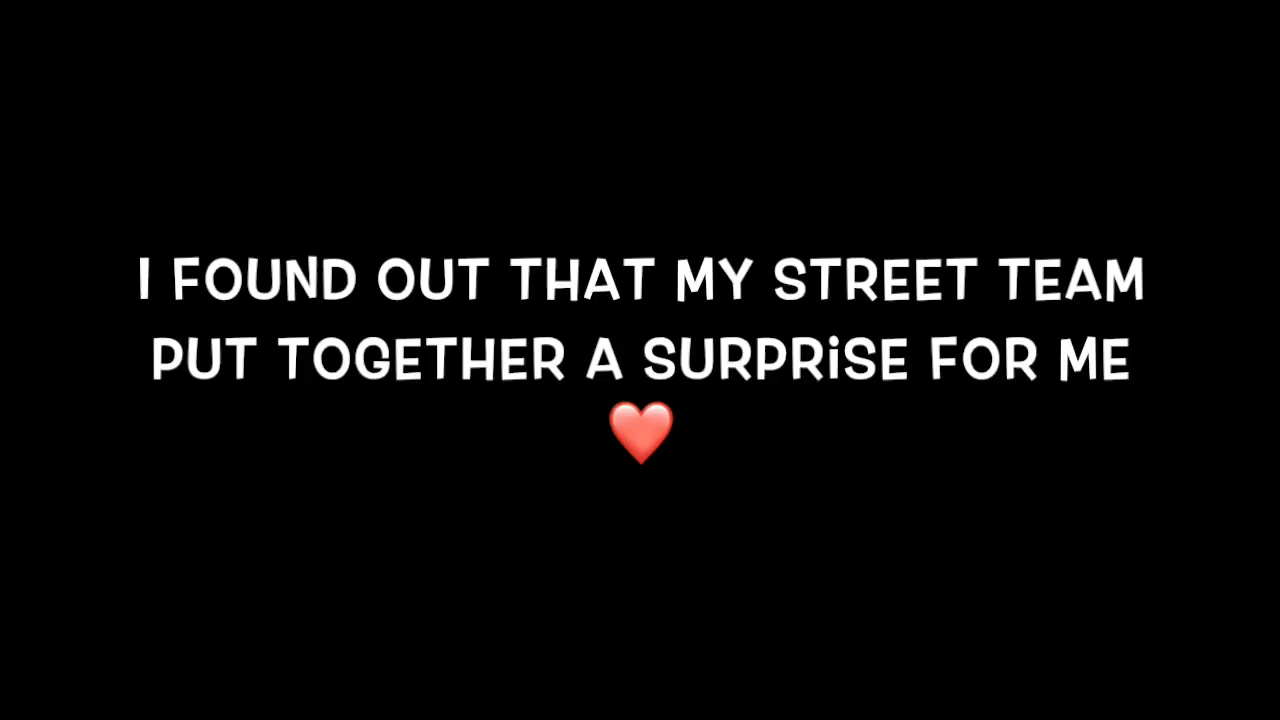 I FOUND OUT THAT MY STREET TEAM
PUT TOGETHER A SURPRiSE FOR ME
❤️